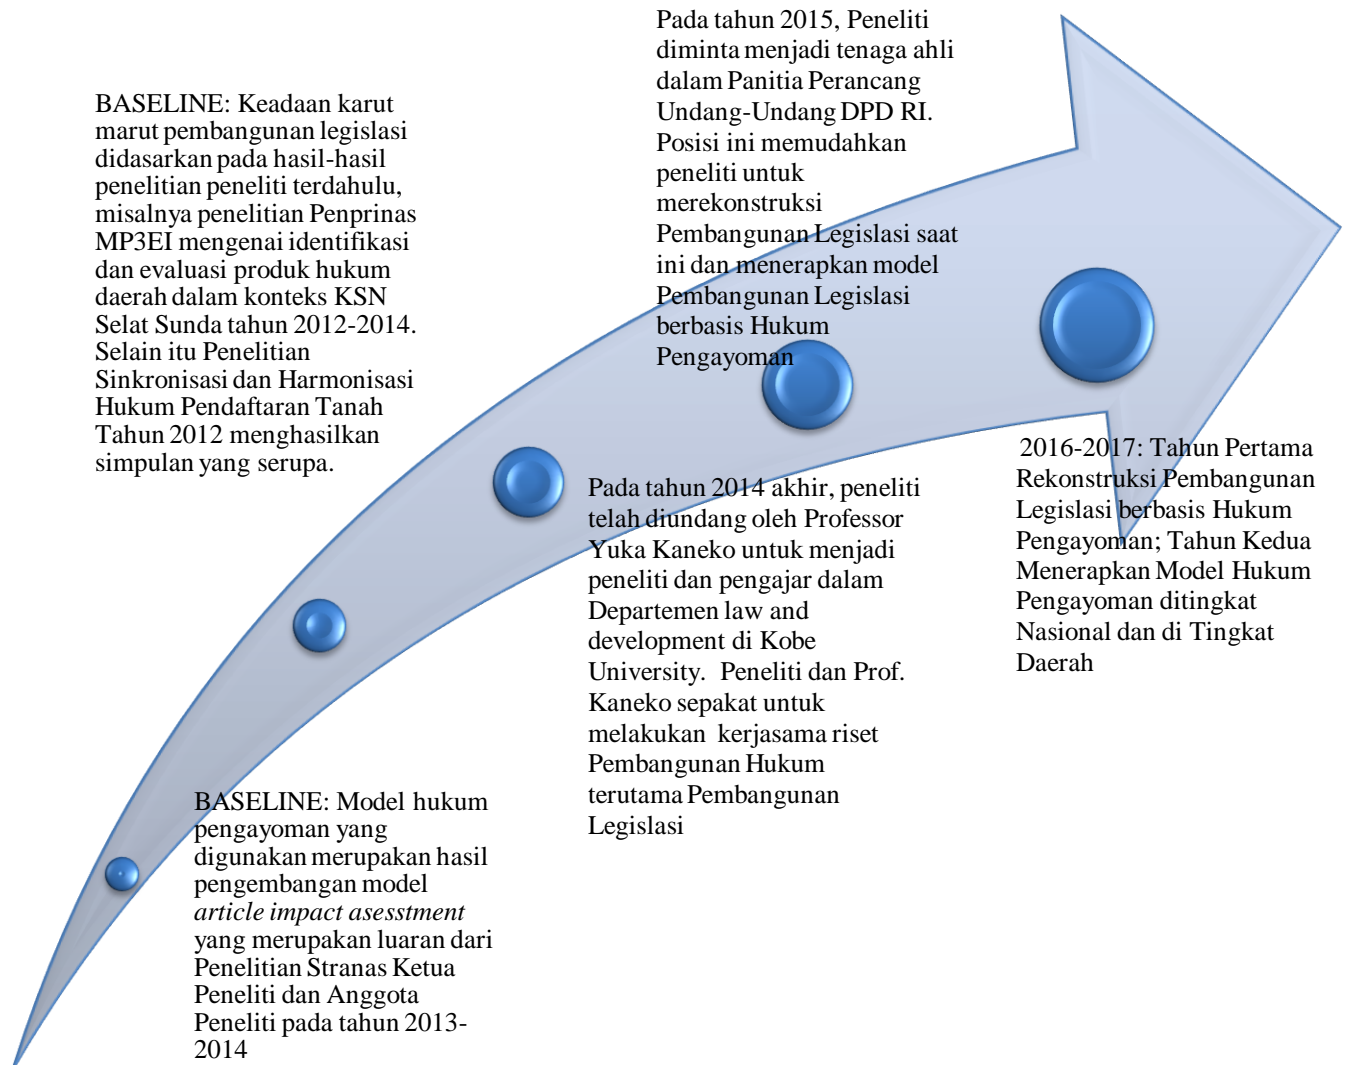 BASELINE: Keadaan karut
marut pembangunan legislasi
didasarkan pada hasil-hasil
penelitian peneliti terdahulu,
misalnya penelitian Penprinas
MP3EI mengenai identifikasi
dan evaluasi produk hukum
daerah dalam konteks KSN
Selat Sunda tahun 2012-2014.
Selain itu Penelitian
Sinkronisasi dan Harmonisasi
Hukum Pendaftaran Tanah
Tahun 2012 menghasilkan
simpulan yang serupa.
BASELINE: Model hukum
pengayoman yang
digunakan merupakan hasil
pengembangan model
article impact asesstment
yang merupakan luaran dari
Penelitian Stranas Ketua
Peneliti dan Anggota
Peneliti pada tahun 2013-
2014
Pada tahun 2014 akhir, peneliti
telah diundang oleh Professor
Yuka Kaneko untuk menjadi
peneliti dan pengajar dalam
Departemen law and
development di Kobe
University. Peneliti dan Prof.
Kaneko sepakat untuk
melakukan kerjasama riset
Pembangunan Hukum
terutama Pembangunan
Legislasi
Pada tahun 2015, Peneliti
diminta menjadi tenaga ahli
dalam Panitia Perancang
Undang-Undang DPD RI.
Posisi ini memudahkan
peneliti untuk
merekonstruksi
Pembangunan Legislasi saat
ini dan menerapkan model
Pembangunan Legislasi
berbasis Hukum
Pengayoman
2016-2017: Tahun Pertama
Rekonstruksi Pembangunan
Legislasi berbasis Hukum
Pengayoman; Tahun Kedua
Menerapkan Model Hukum
Pengayoman ditingkat
Nasional dan di Tingkat
Daerah